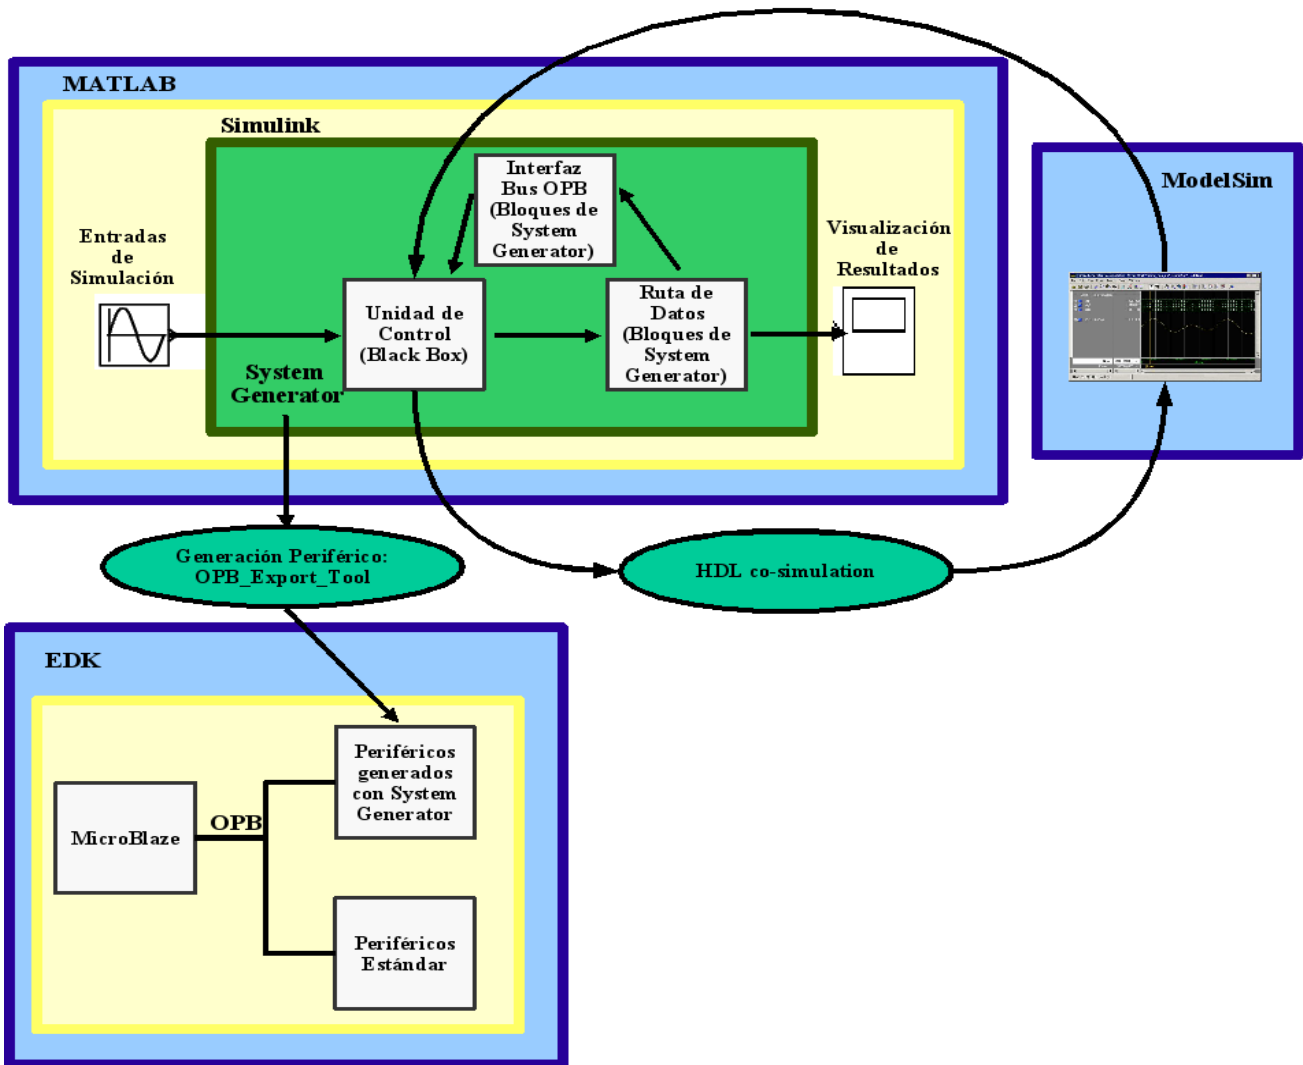 MATLAB
Simulink
Interfaz
Bus OPB
(Bloques de
System
Generator)
Entradas
de
Simulación
Visualización
de
Resultados
ModelSim
Unidad de
Control
(Black Box)
Ruta de
Datos
(Bloques de
System
Generator)
System
Generator
Generación Periférico:
OPB_Export_Tool
HDL co-simulation
EDK
Periféricos
generados
con System
Generator
MicroBlaze
OPB
Periféricos
Estándar